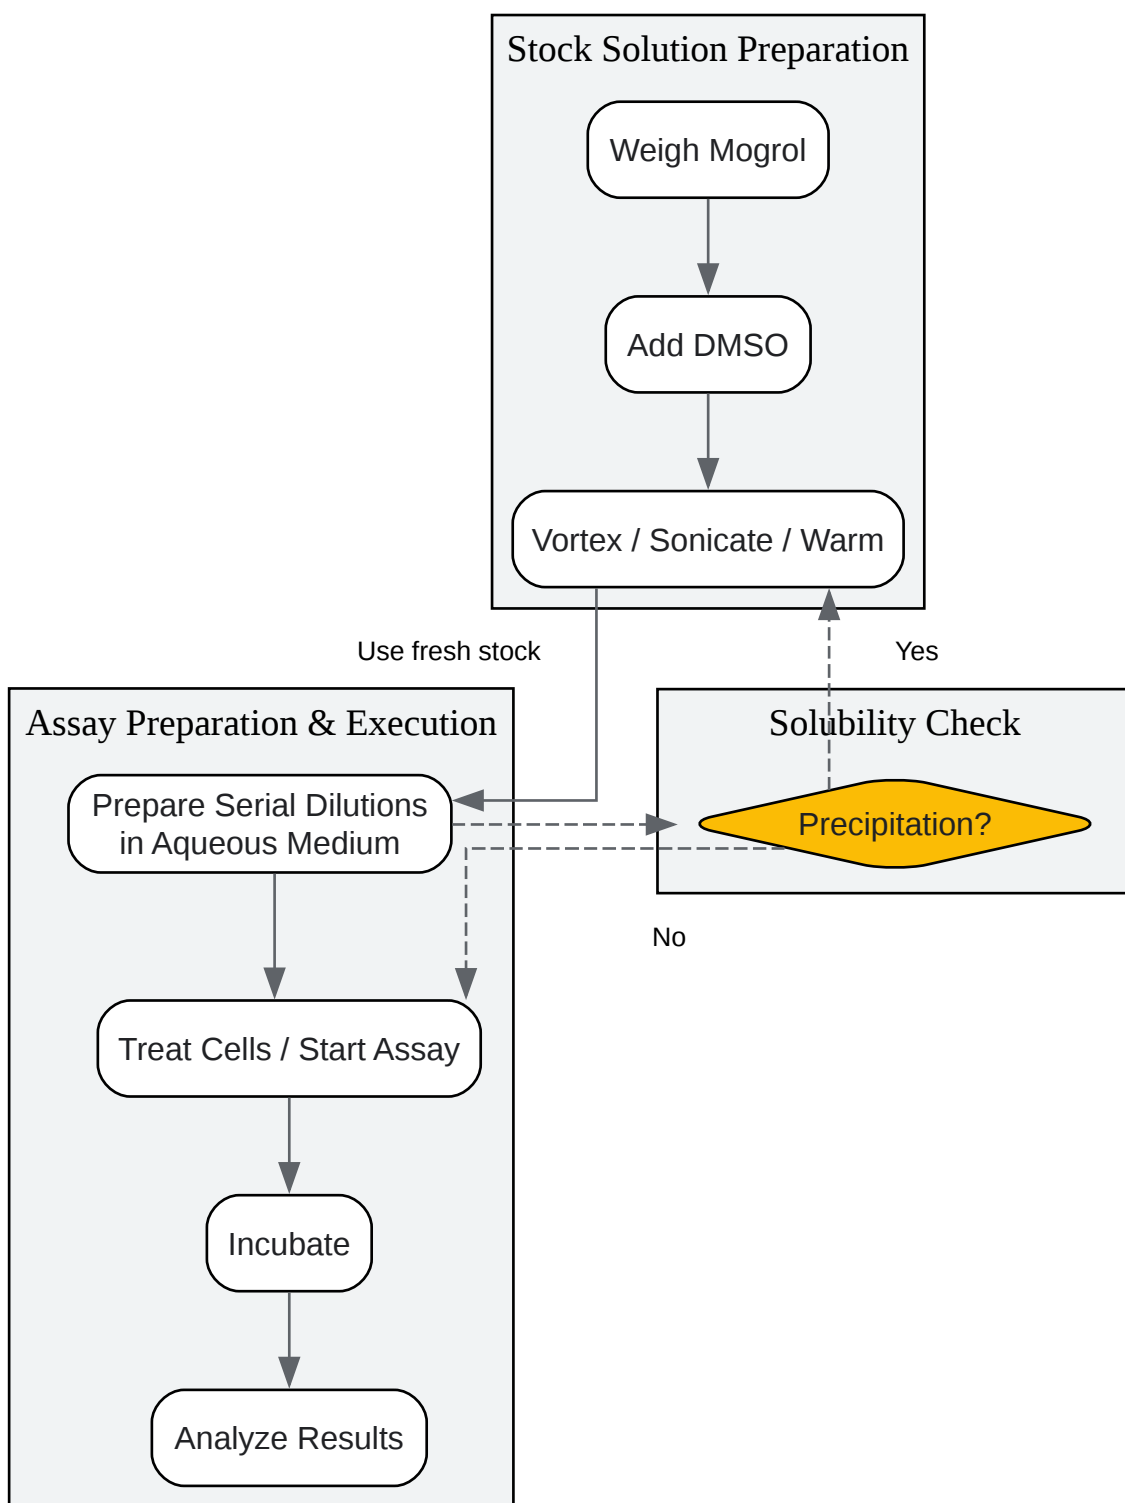 Stock Solution Preparation
Weigh Mogrol
Add DMSO
Vortex / Sonicate / Warm
Use fresh stock
Yes
Assay Preparation & Execution
Solubility Check
Prepare Serial Dilutions
in Aqueous Medium
Precipitation?
No
Treat Cells / Start Assay
Incubate
Analyze Results